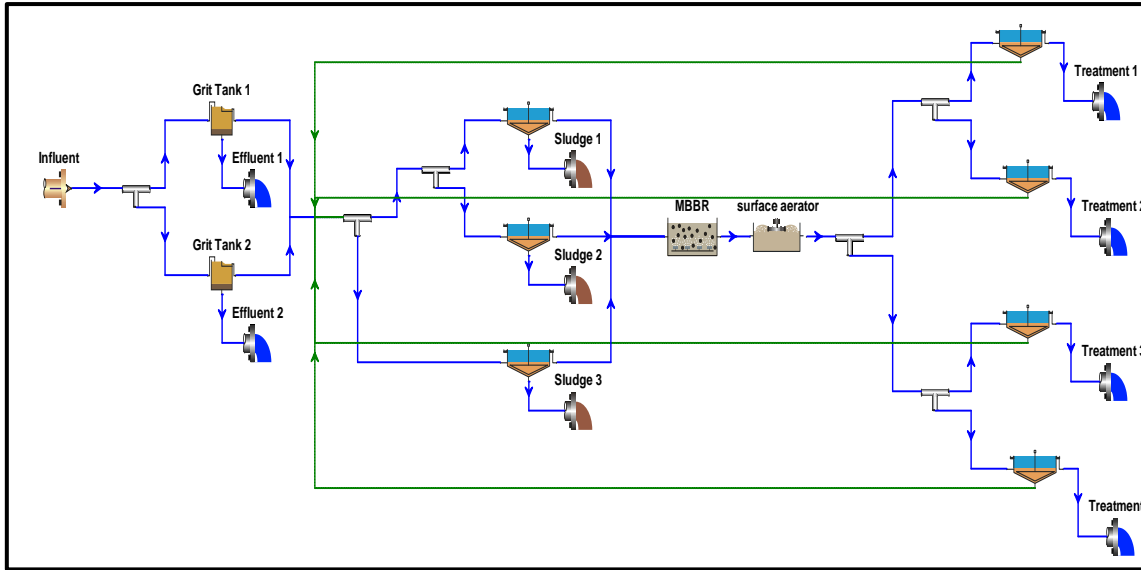 Grit Tank 1
Influent
Effluent 1
Grit Tank 2
Effluent 2
Sludge 1
Sludge 2
Sludge 3
MBBR
surface aerator
Treatment 1
Treatment 2
Treatment 3
Treatment